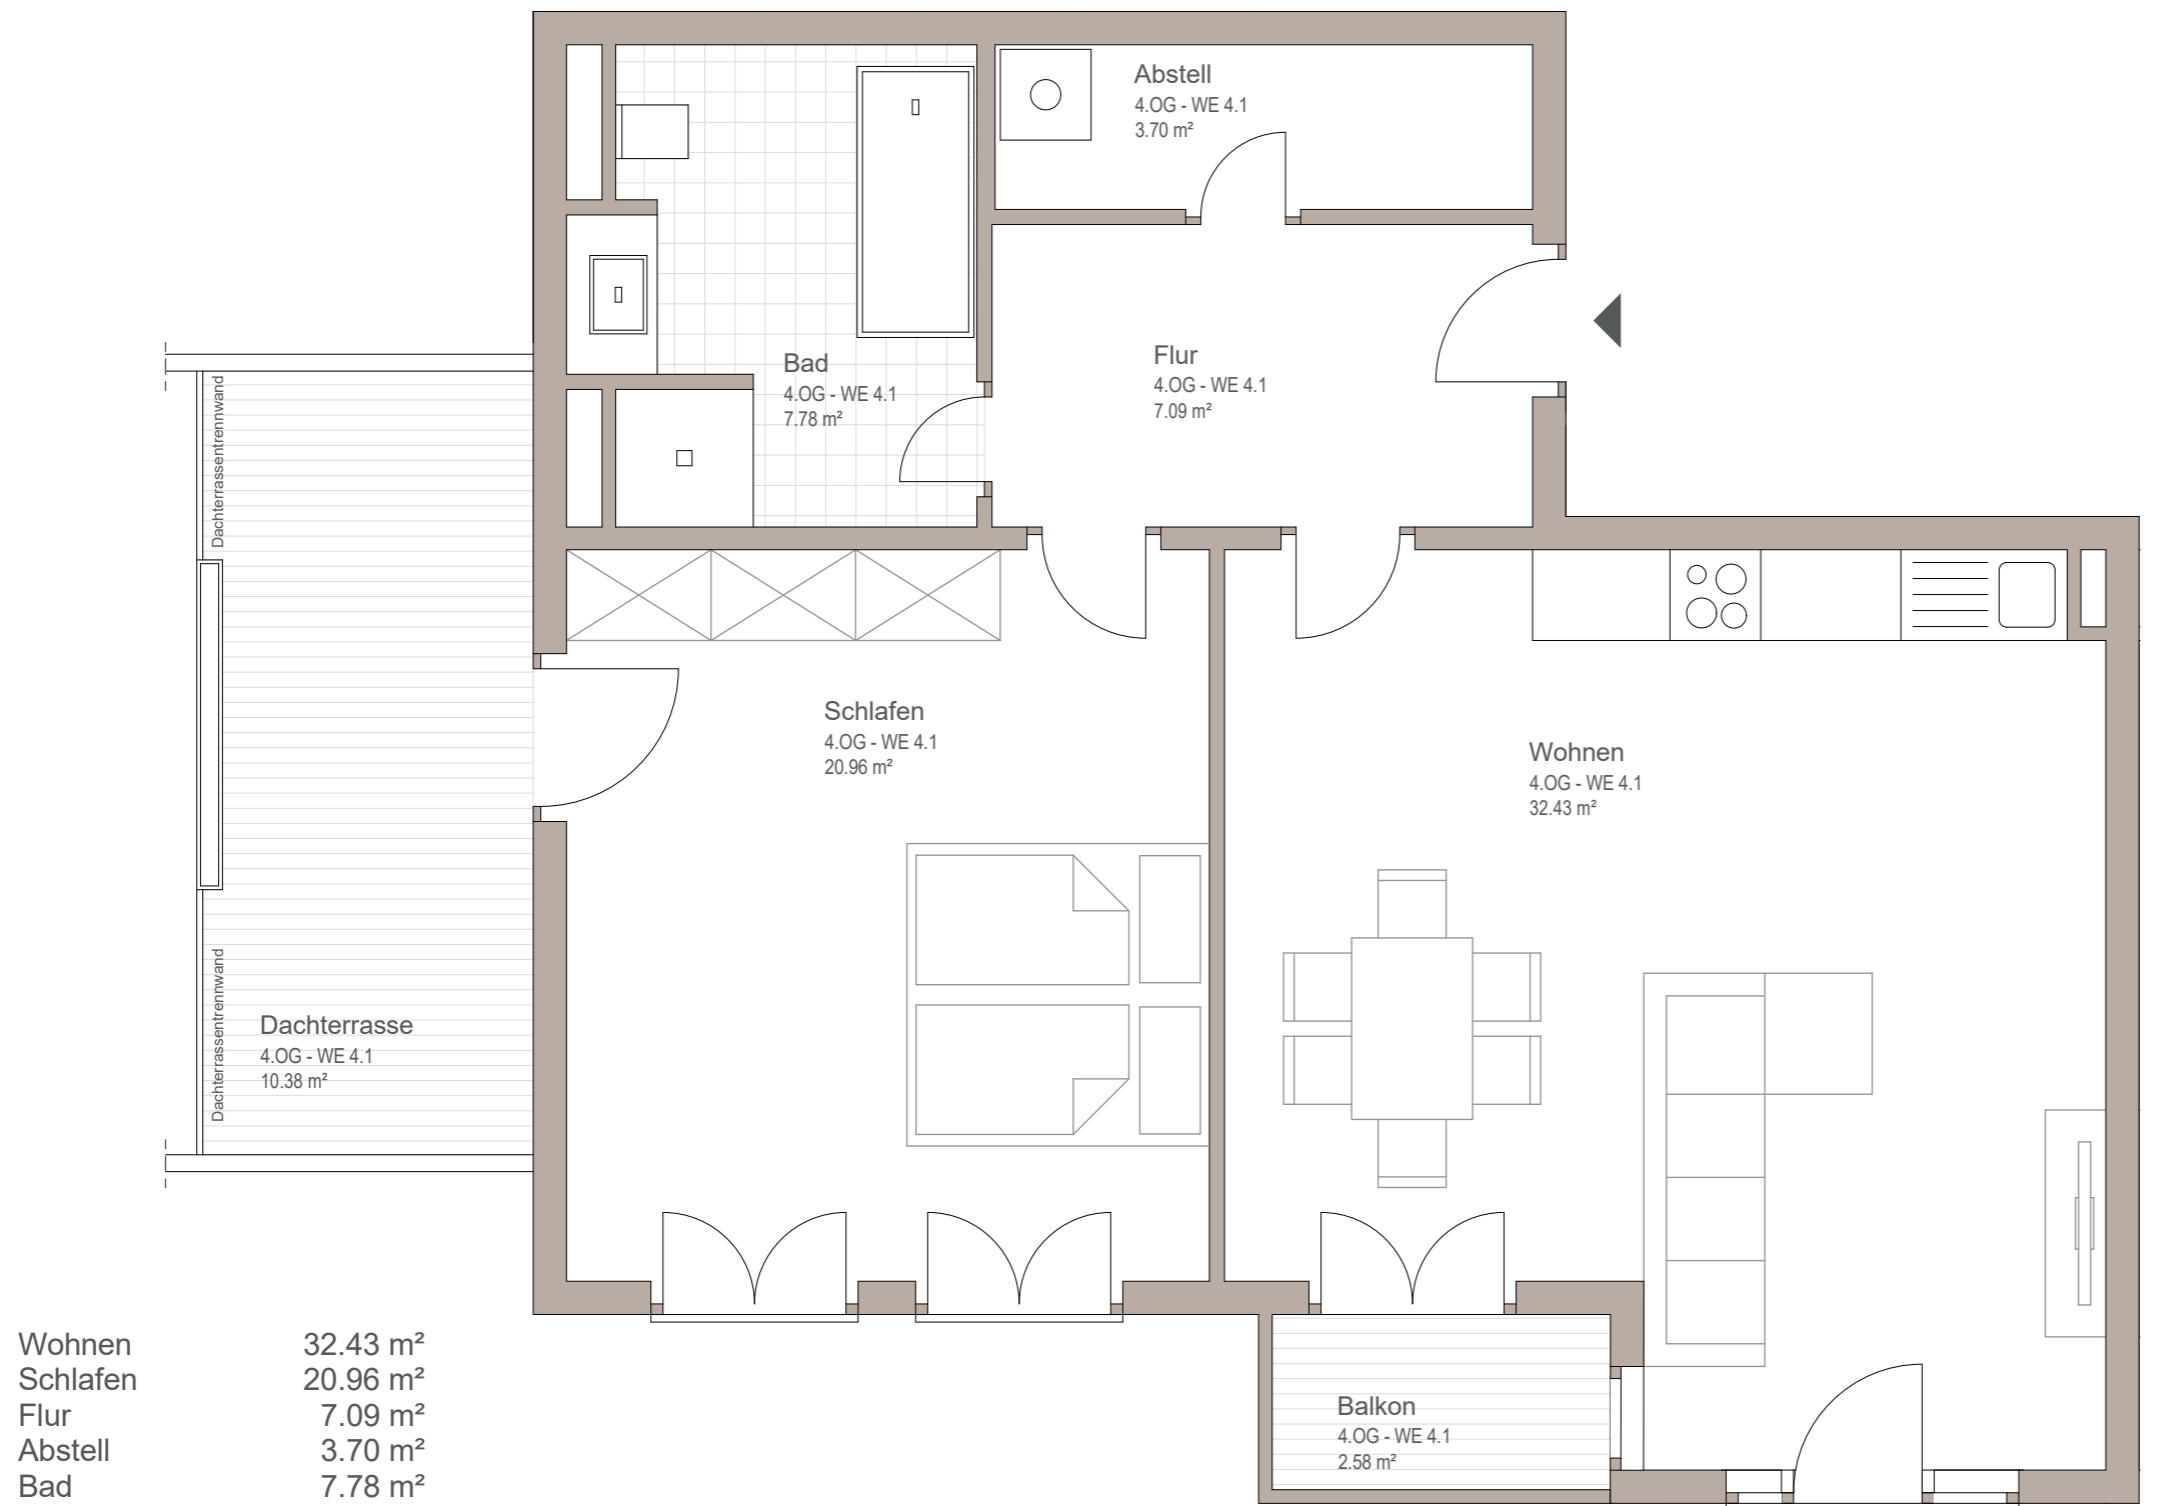 Abstell
4.OG - WE 4.1
3.70 m²
Bad
4.OG - WE 4.1
7.78 m²
Flur
4.OG - WE 4.1
7.09 m²
Dachterrassentrennwand
Schlafen
4.OG - WE 4.1
20.96 m²
Wohnen
4.OG - WE 4.1
32.43 m²
Dachterrassentrennwand
Dachterrasse
4.OG - WE 4.1
10.38 m²
Balkon
4.OG - WE 4.1
2.58 m²
Wohnen 32.43 m²
Schlafen 20.96 m²
Flur 7.09 m²
Abstell 3.70 m²
Bad 7.78 m²